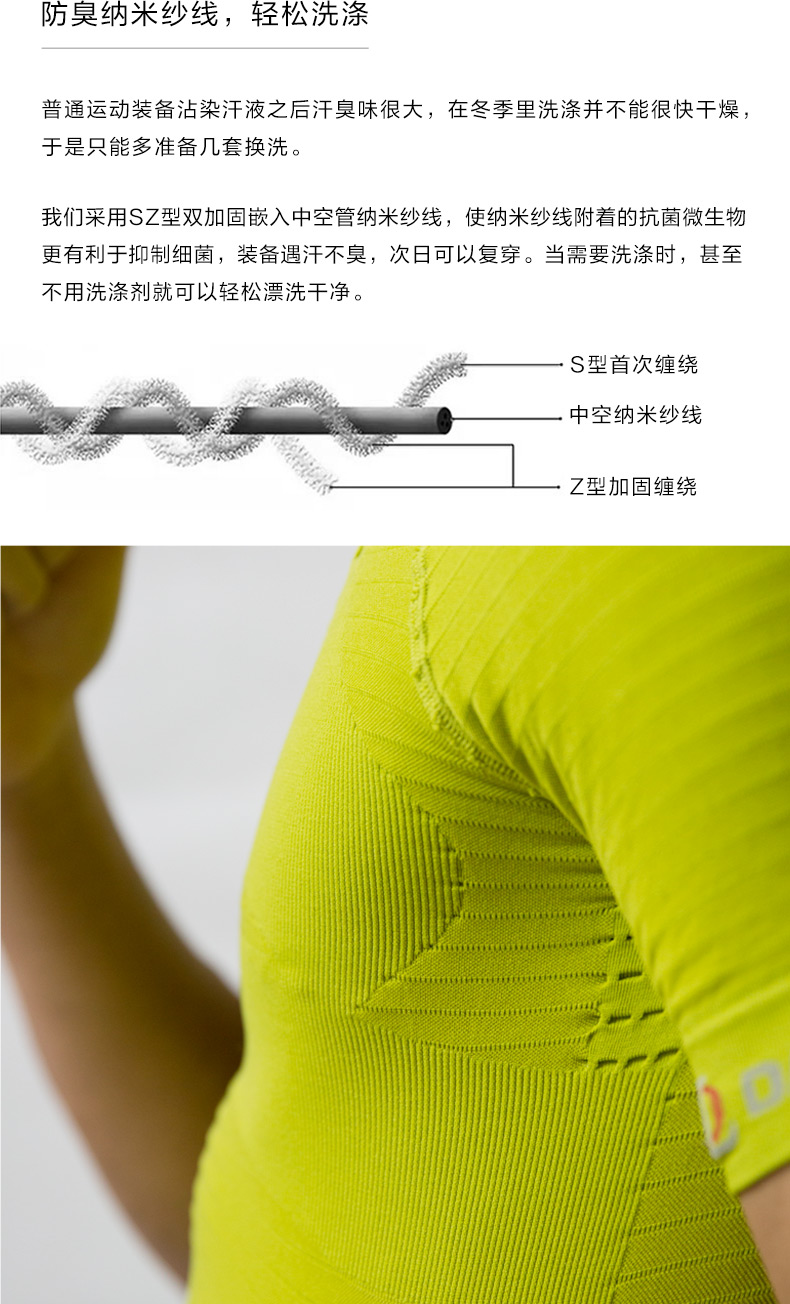 防臭纳米纱线，轻松洗涤
普通运动装备沾染汗液之后汗臭味很大，在冬季里洗涤并不能很快干燥，
于是只能多准备几套换洗。
我们采用SZ型双加固嵌入中空管纳米纱线，使纳米纱线附着的抗菌微生物
更有利于抑制细菌，装备遇汗不臭，次日可以复穿。当需要洗涤时，甚至
不用洗涤剂就可以轻松漂洗干净。
S型首次缠绕
中空纳米纱线
Z型加固缠绕